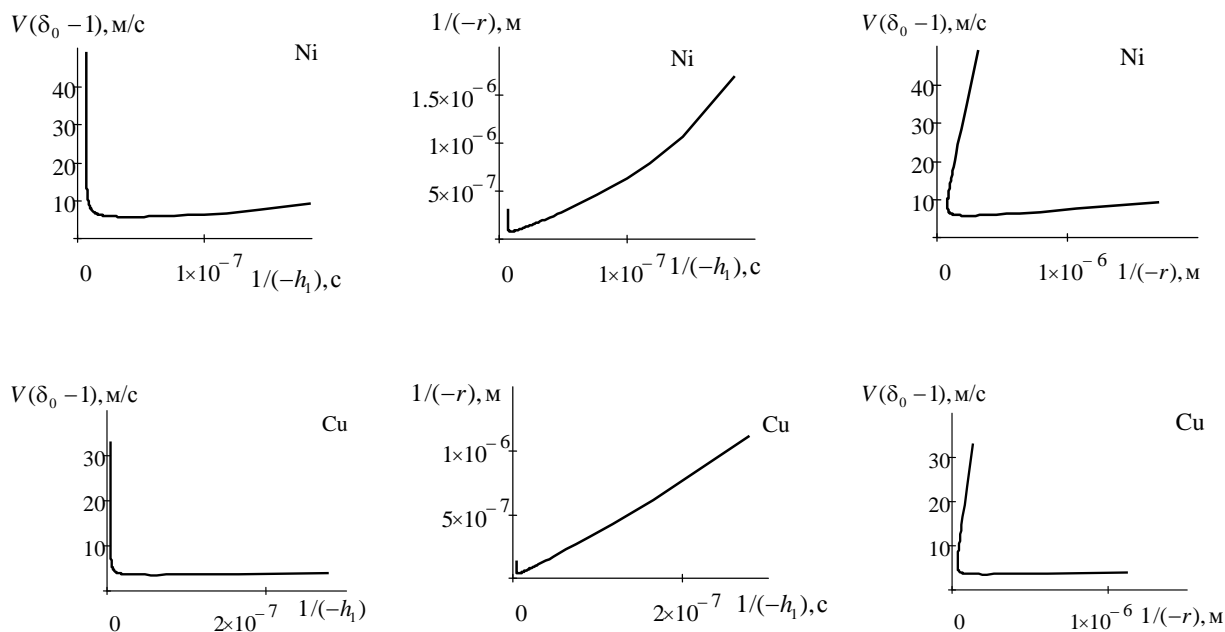 V(δ₀ −1), м/с
Ni
40
30
20
10
0
1×10⁻⁷
1/(−h₁), с
1/(−r), м
Ni
1.5×10⁻⁶
1×10⁻⁶
5×10⁻⁷
0
1×10⁻⁷
1/(−h₁), с
V(δ₀ −1), м/с
Ni
40
30
20
10
0
1×10⁻⁶
1/(−r), м
V(δ₀ −1), м/с
Cu
30
20
10
0
2×10⁻⁷
1/(−h₁)
1/(−r), м
Cu
1×10⁻⁶
5×10⁻⁷
0
2×10⁻⁷
1/(−h₁), с
V(δ₀ −1), м/с
Cu
30
20
10
0
1×10⁻⁶
1/(−r), м